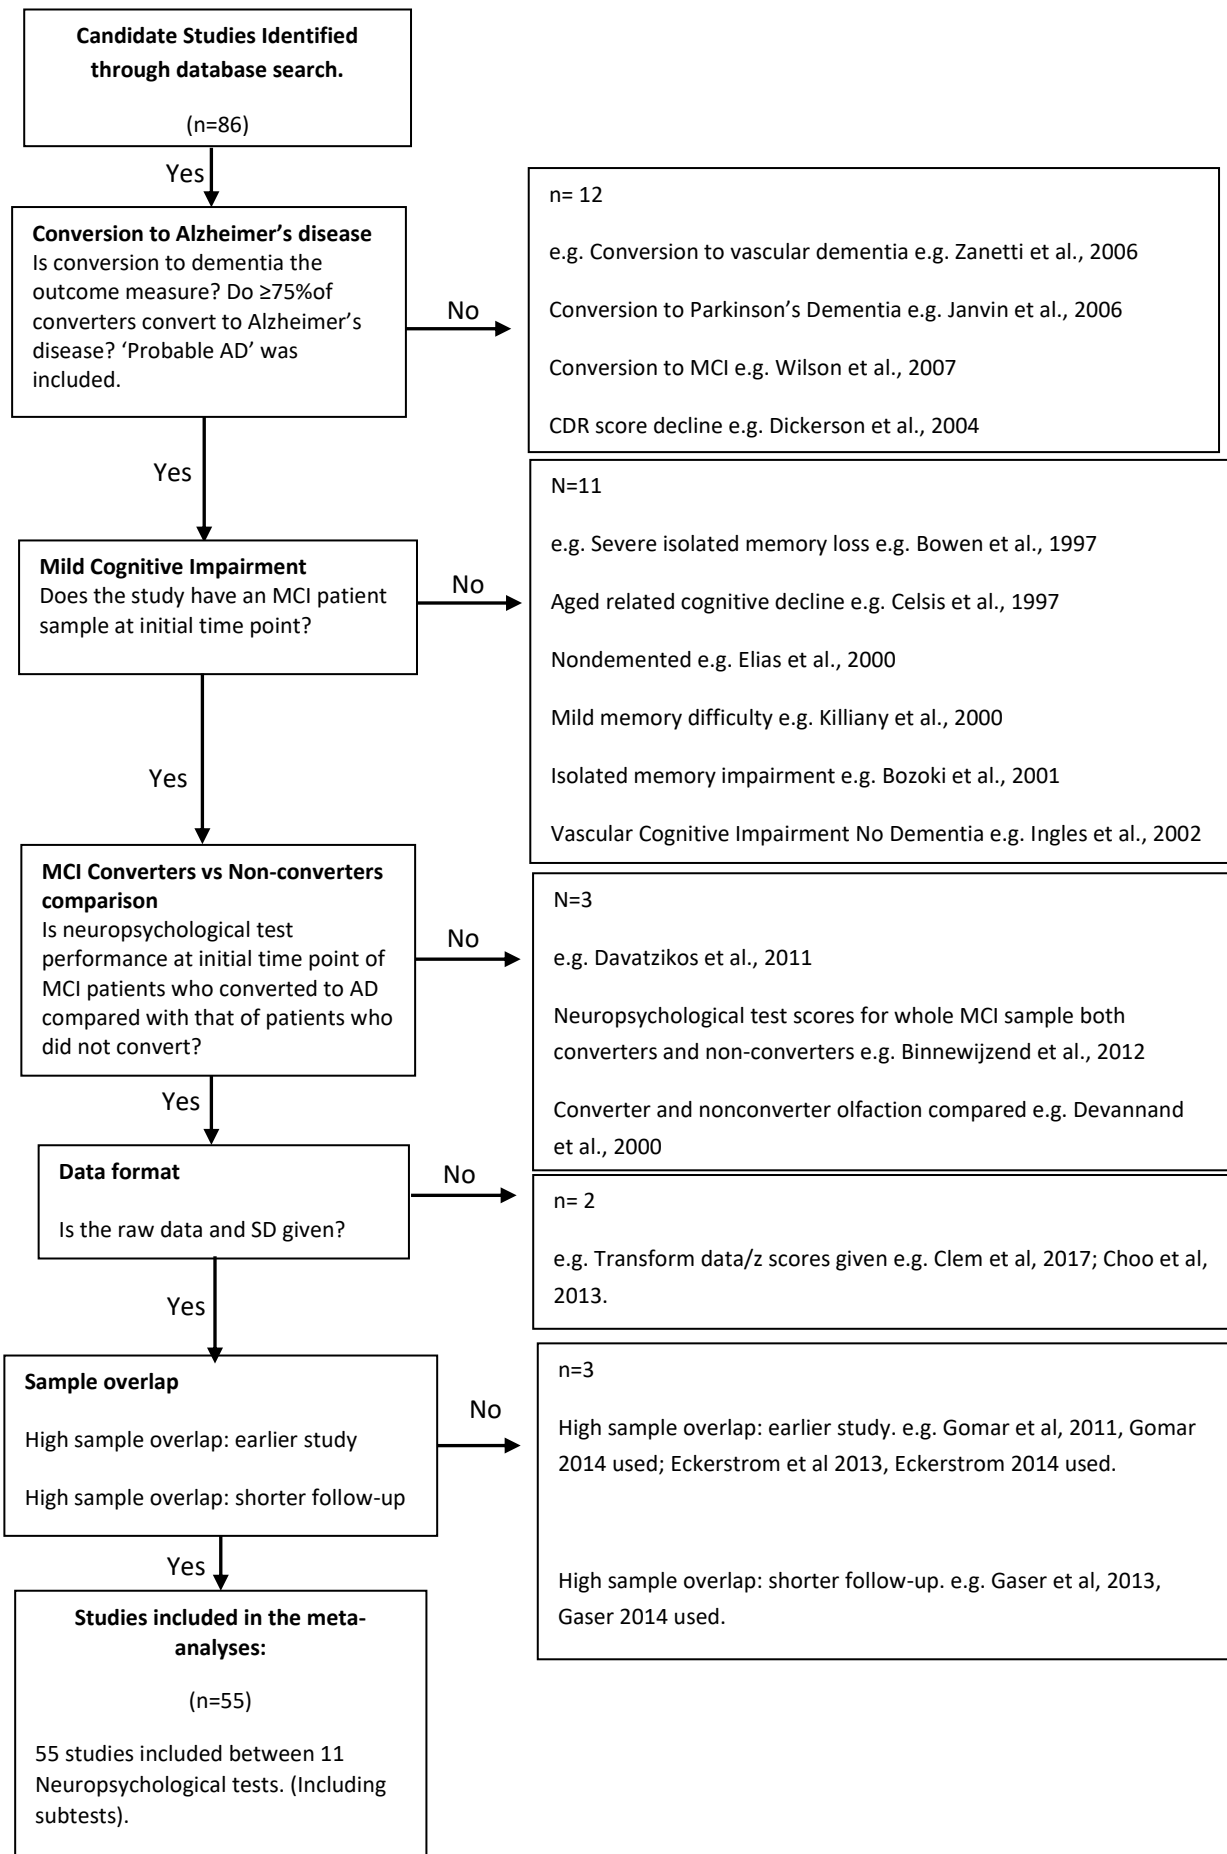 Candidate Studies Identified
through database search.
(n=86)
Yes
Conversion to Alzheimer's disease
Is conversion to dementia the
outcome measure? Do ≥75%of
converters convert to Alzheimer's
disease? ‘Probable AD’ was
included.
No
n= 12
e.g. Conversion to vascular dementia e.g. Zanetti et al., 2006
Conversion to Parkinson’s Dementia e.g. Janvin et al., 2006
Conversion to MCI e.g. Wilson et al., 2007
CDR score decline e.g. Dickerson et al., 2004
Yes
Mild Cognitive Impairment
Does the study have an MCI patient
sample at initial time point?
No
N=11
e.g. Severe isolated memory loss e.g. Bowen et al., 1997
Aged related cognitive decline e.g. Celsis et al., 1997
Nondemented e.g. Elias et al., 2000
Mild memory difficulty e.g. Killiany et al., 2000
Isolated memory impairment e.g. Bozoki et al., 2001
Vascular Cognitive Impairment No Dementia e.g. Ingles et al., 2002
Yes
MCI Converters vs Non-converters
comparison
Is neuropsychological test
performance at initial time point of
MCI patients who converted to AD
compared with that of patients who
did not convert?
No
N=3
e.g. Davatzikos et al., 2011
Neuropsychological test scores for whole MCI sample both
converters and non-converters e.g. Binnewijzend et al., 2012
Converter and nonconverter olfaction compared e.g. Devannand
et al., 2000
Yes
Data format
Is the raw data and SD given?
No
n= 2
e.g. Transform data/z scores given e.g. Clem et al, 2017; Choo et al,
2013.
Yes
Sample overlap
High sample overlap: earlier study
High sample overlap: shorter follow-up
No
n=3
High sample overlap: earlier study. e.g. Gomar et al, 2011, Gomar
2014 used; Eckerstrom et al 2013, Eckerstrom 2014 used.
High sample overlap: shorter follow-up. e.g. Gaser et al, 2013,
Gaser 2014 used.
Yes
Studies included in the meta-
analyses:
(n=55)
55 studies included between 11
Neuropsychological tests. (Including
subtests).